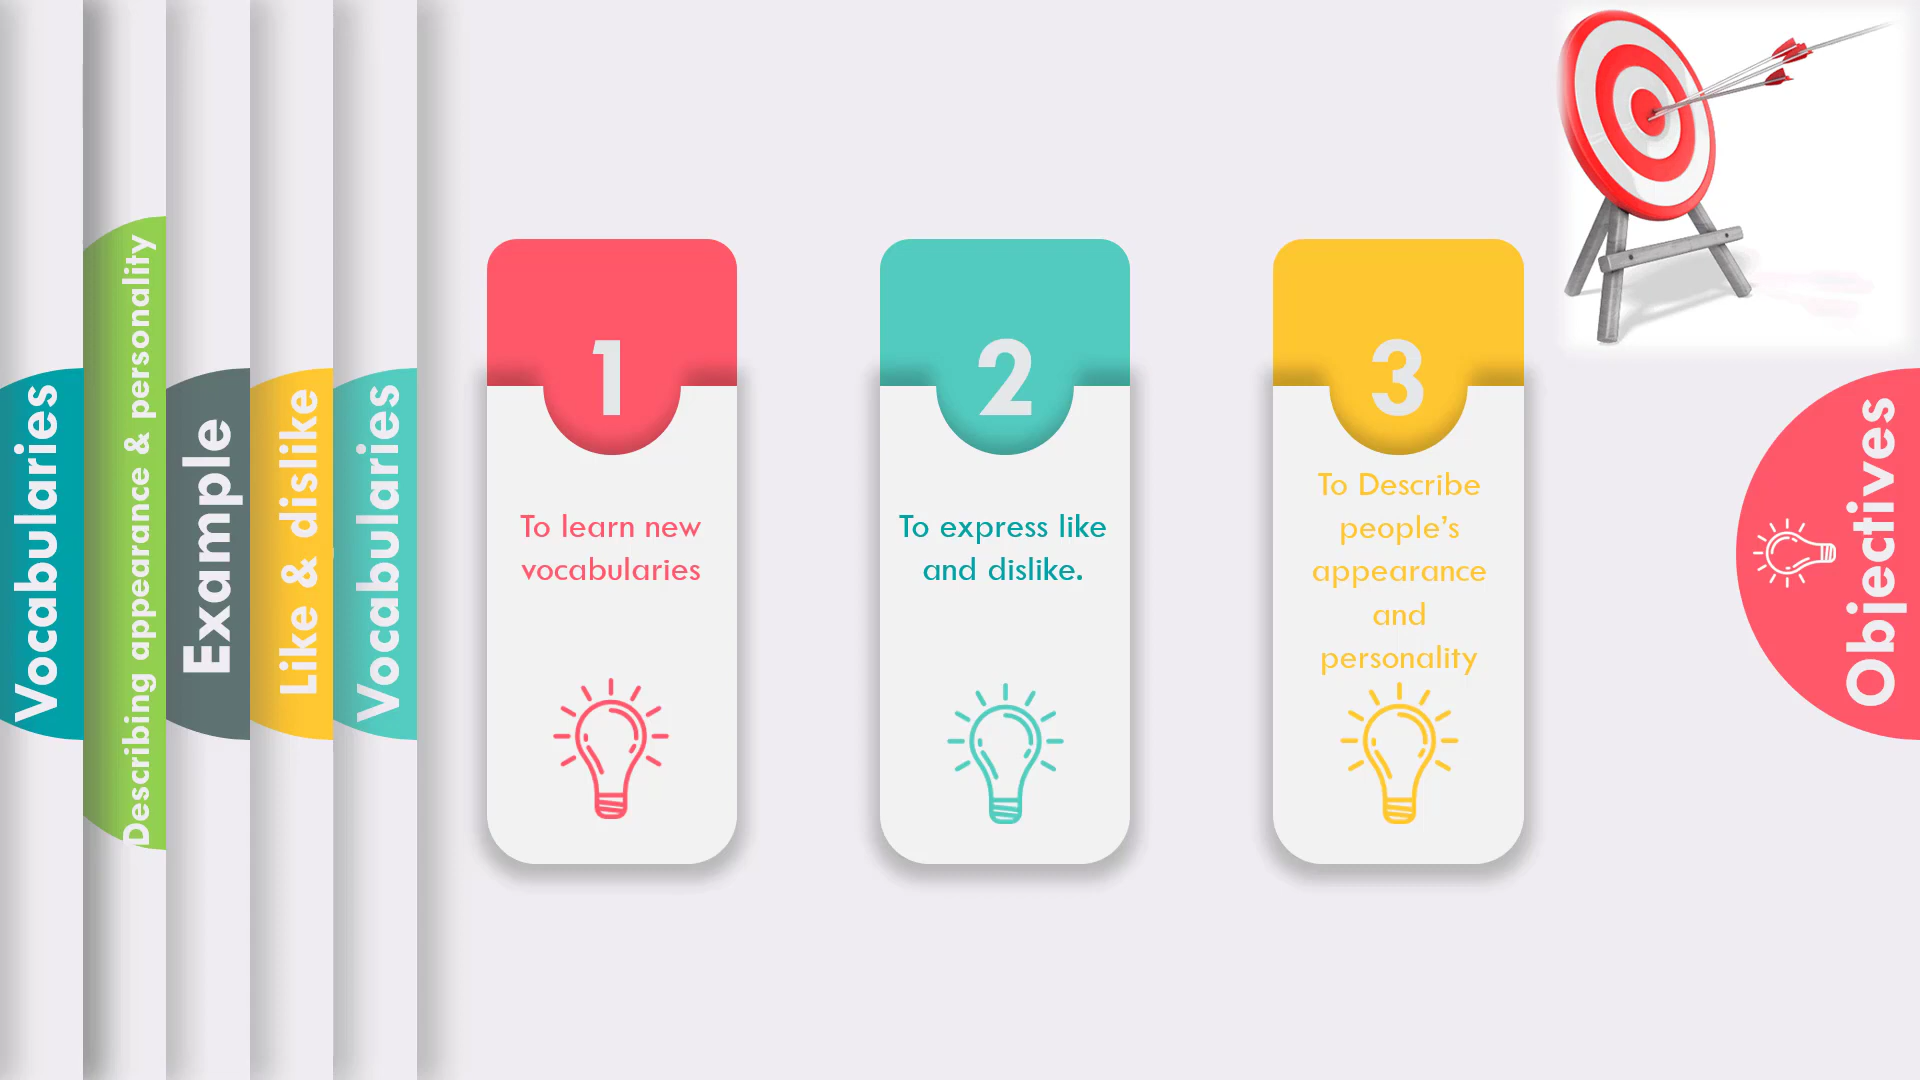 Vocabularies
Describing appearance & personality
Example
Like & dislike
Vocabularies
1
To learn new
vocabularies
2
To express like
and dislike.
3
To Describe
people’s
appearance
and
personality
Objectives